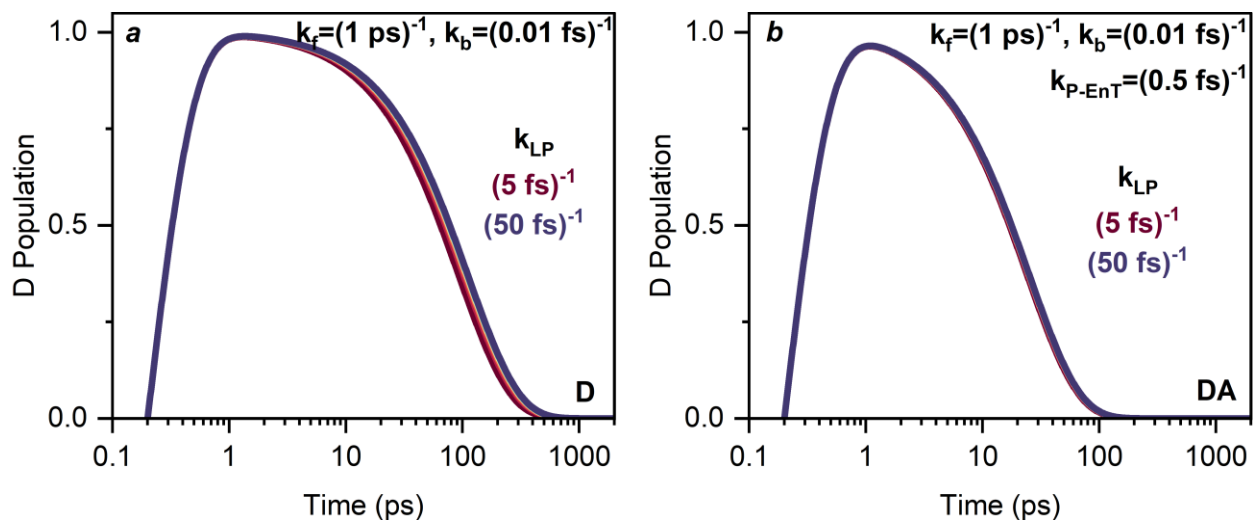 a
k_f=(1 ps)^-1, k_b=(0.01 fs)^-1
k_LP
(5 fs)^-1
(50 fs)^-1
D
D Population
1.0
0.5
0.0
0.1
1
10
100
1000
Time (ps)
b
k_f=(1 ps)^-1, k_b=(0.01 fs)^-1
k_P-EnT=(0.5 fs)^-1
k_LP
(5 fs)^-1
(50 fs)^-1
DA
D Population
1.0
0.5
0.0
0.1
1
10
100
1000
Time (ps)